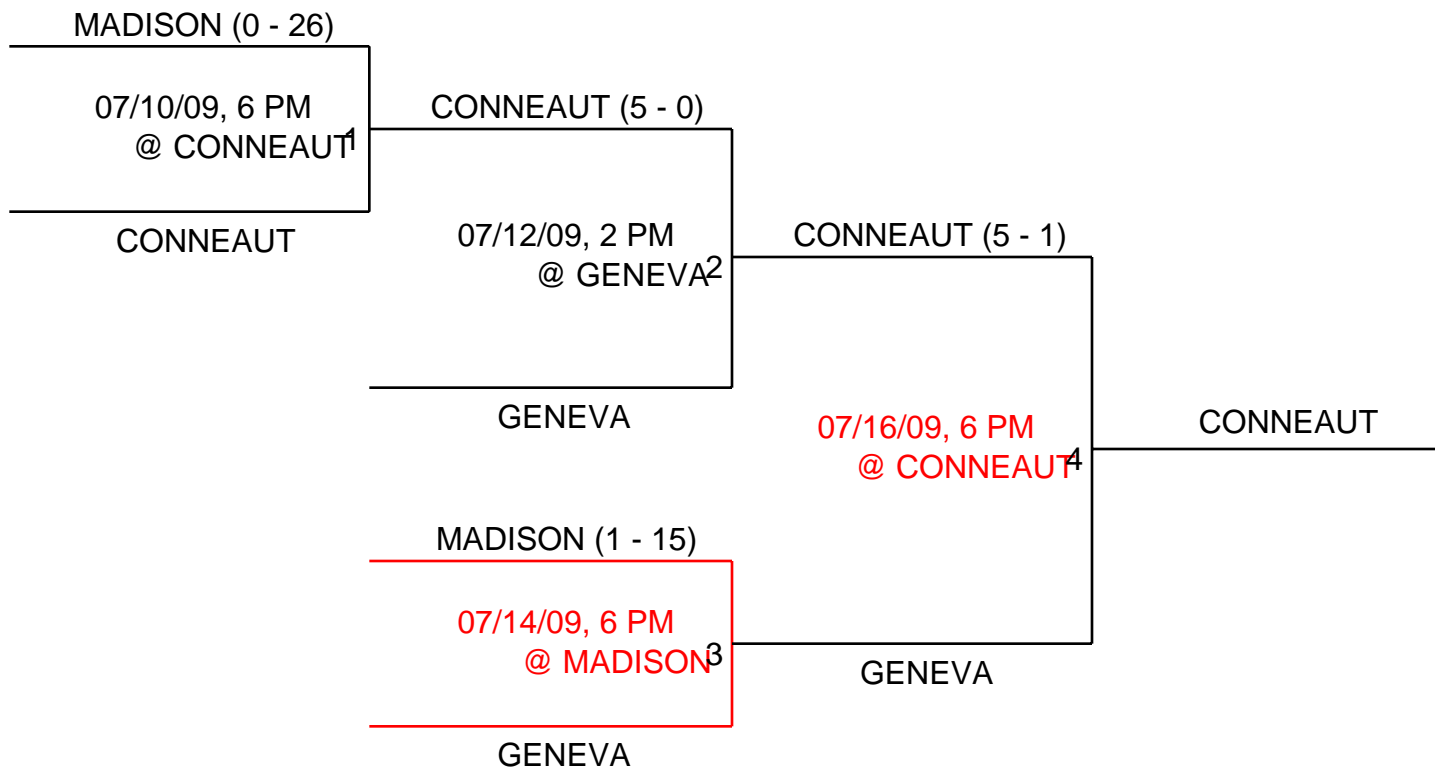 MADISON (0 - 26)
07/10/09, 6 PM
@ CONNEAUT
1
CONNEAUT
CONNEAUT (5 - 0)
07/12/09, 2 PM
@ GENEVA
2
GENEVA
CONNEAUT (5 - 1)
07/16/09, 6 PM
@ CONNEAUT
4
CONNEAUT
MADISON (1 - 15)
07/14/09, 6 PM
@ MADISON
3
GENEVA
GENEVA